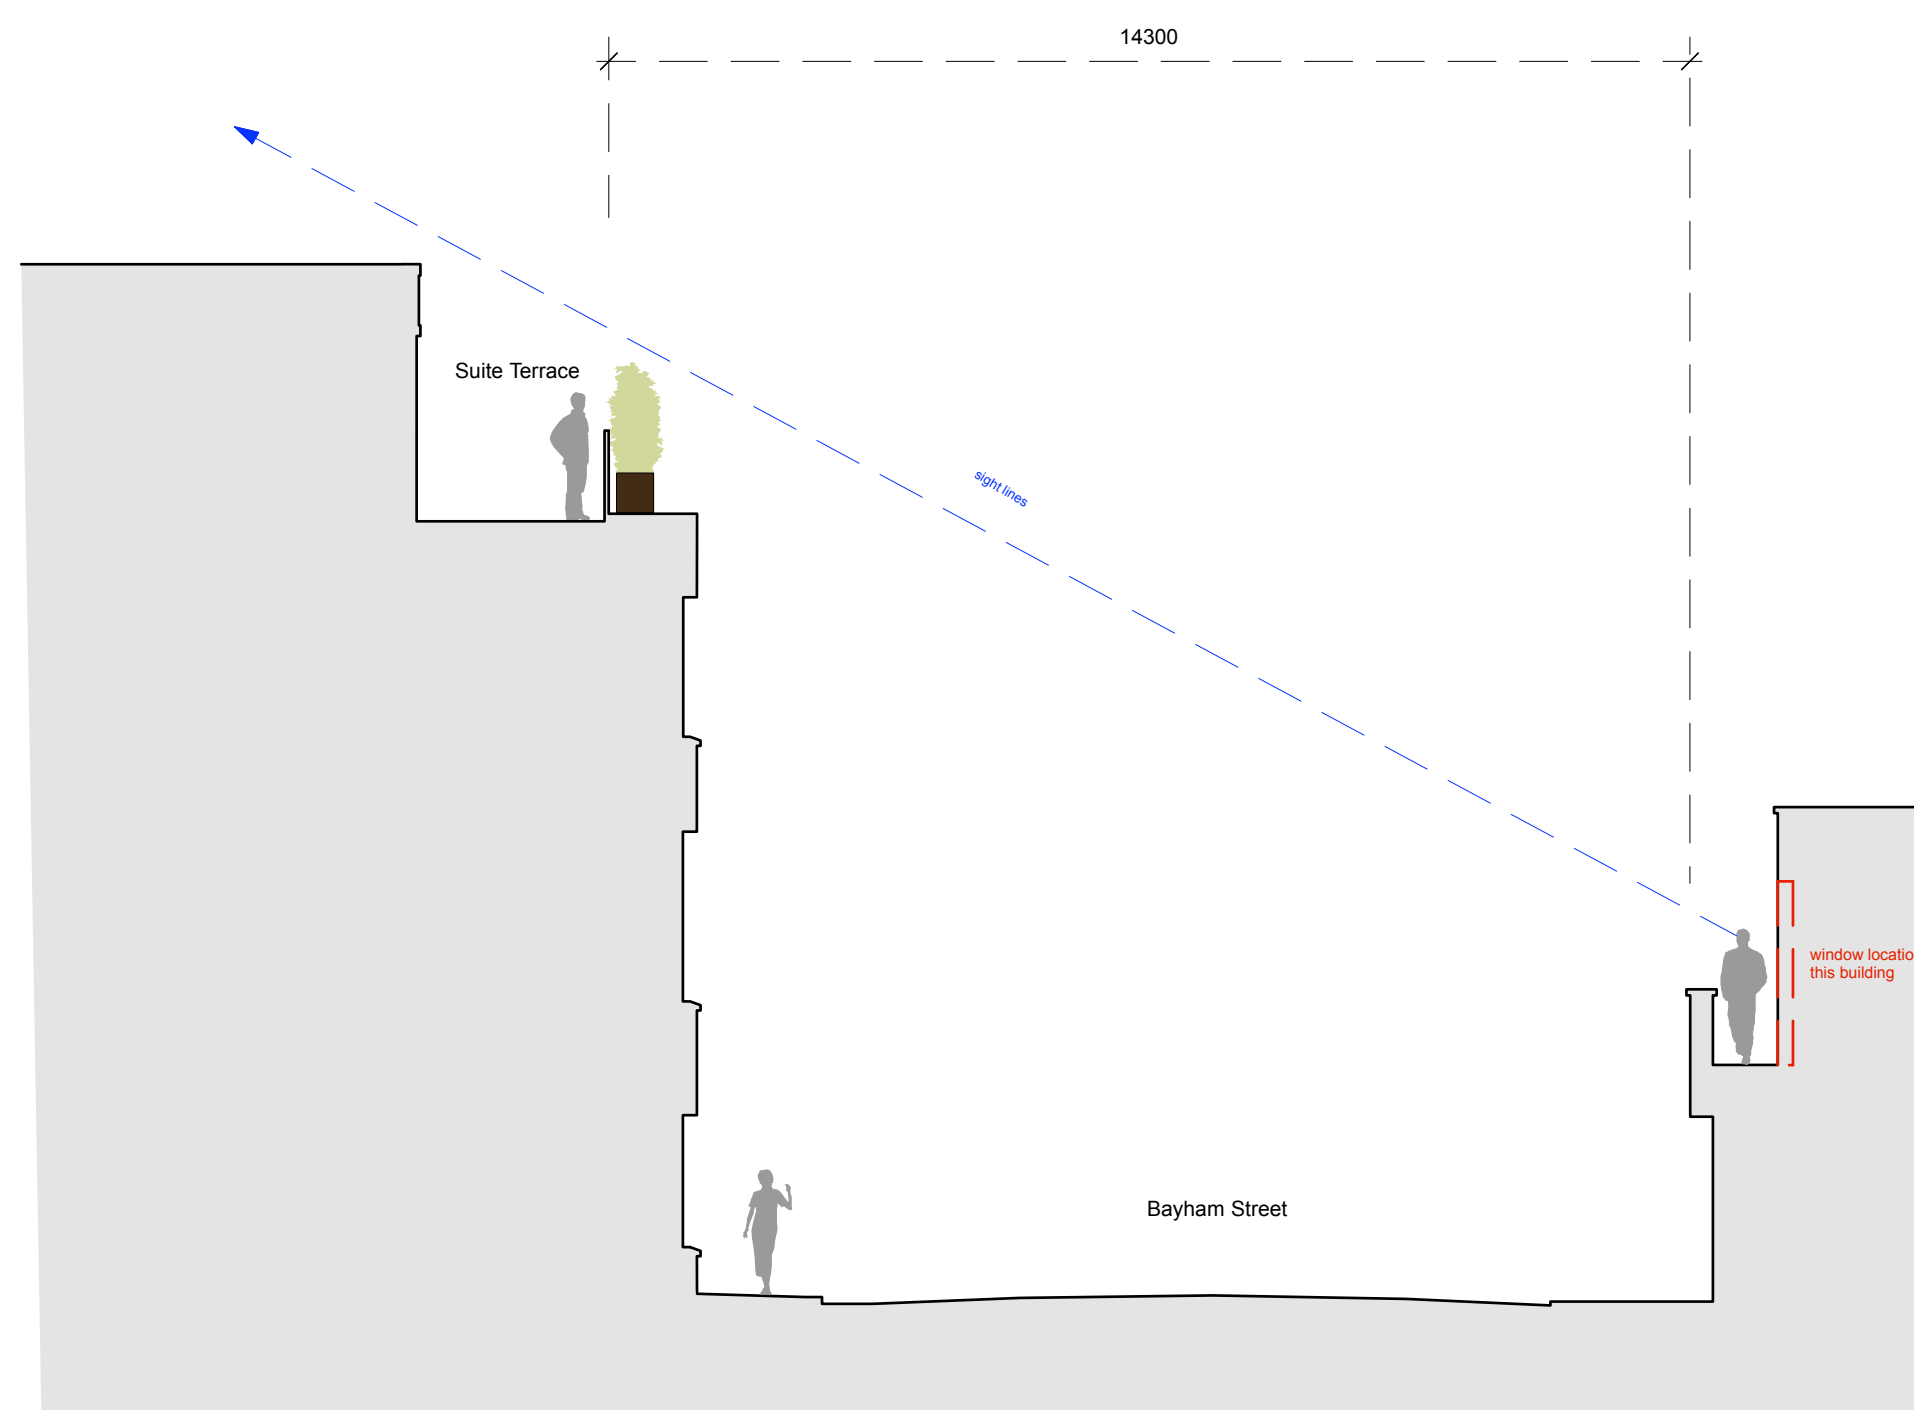 14300
Suite Terrace
sight lines
window locatio
this building
Bayham Street